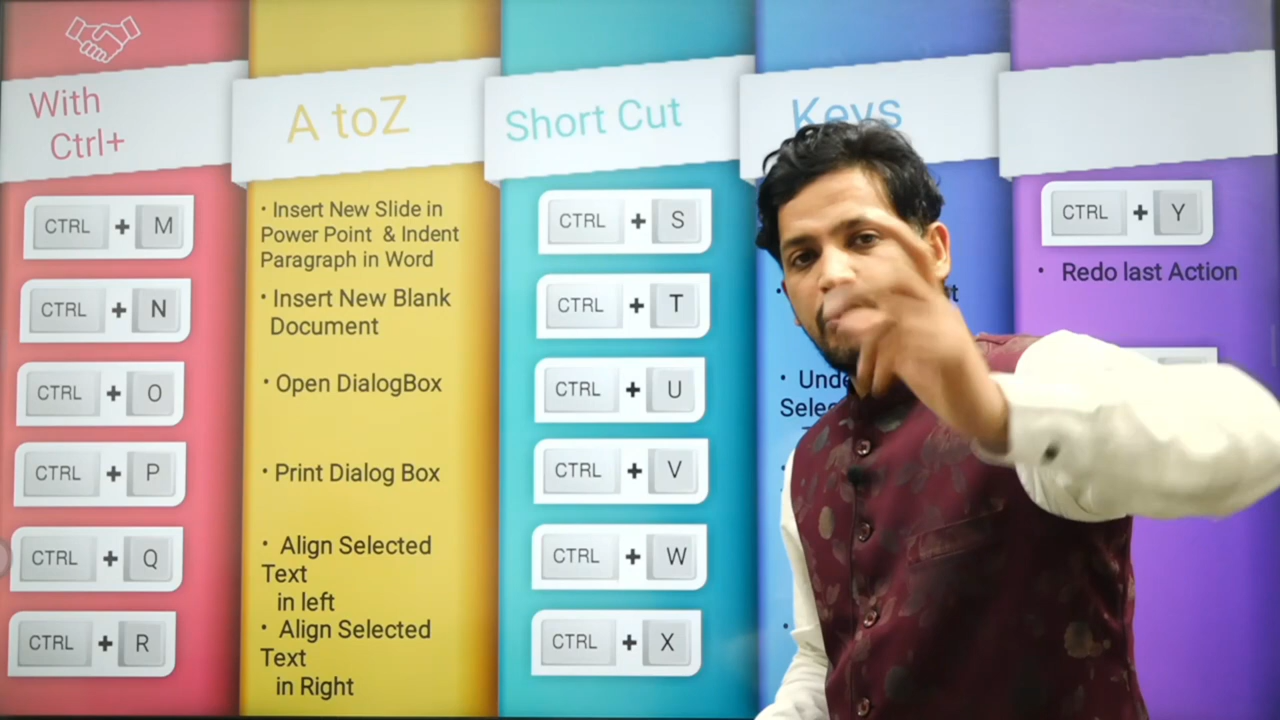 With
Ctrl+
A toZ
Short Cut
Keys
CTRL + M
• Insert New Slide in
Power Point & Indent
Paragraph in Word
CTRL + N
• Insert New Blank
Document
CTRL + O
• Open DialogBox
CTRL + P
• Print Dialog Box
CTRL + Q
• Align Selected
Text
in left
CTRL + R
• Align Selected
Text
in Right
CTRL + S
CTRL + T
CTRL + U
CTRL + V
CTRL + W
CTRL + X
CTRL + Y
• Redo last Action